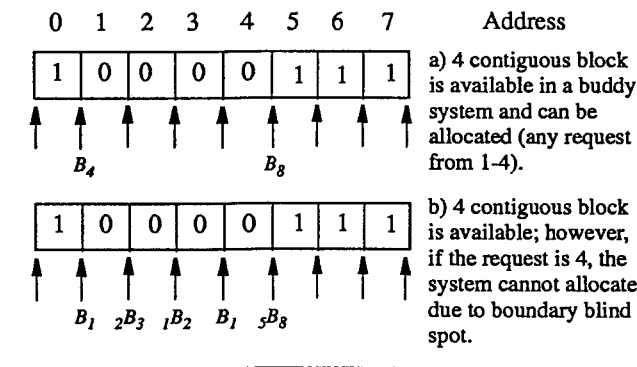 0 1 2 3 4 5 6 7 Address
1 0 0 0 0 1 1 1
a) 4 contiguous block
is available in a buddy
system and can be
allocated (any request
from 1-4).
B4 B8
1 0 0 0 0 1 1 1
b) 4 contiguous block
is available; however,
if the request is 4, the
system cannot allocate
due to boundary blind
spot.
B1 2B3 1B2 B1 5B8